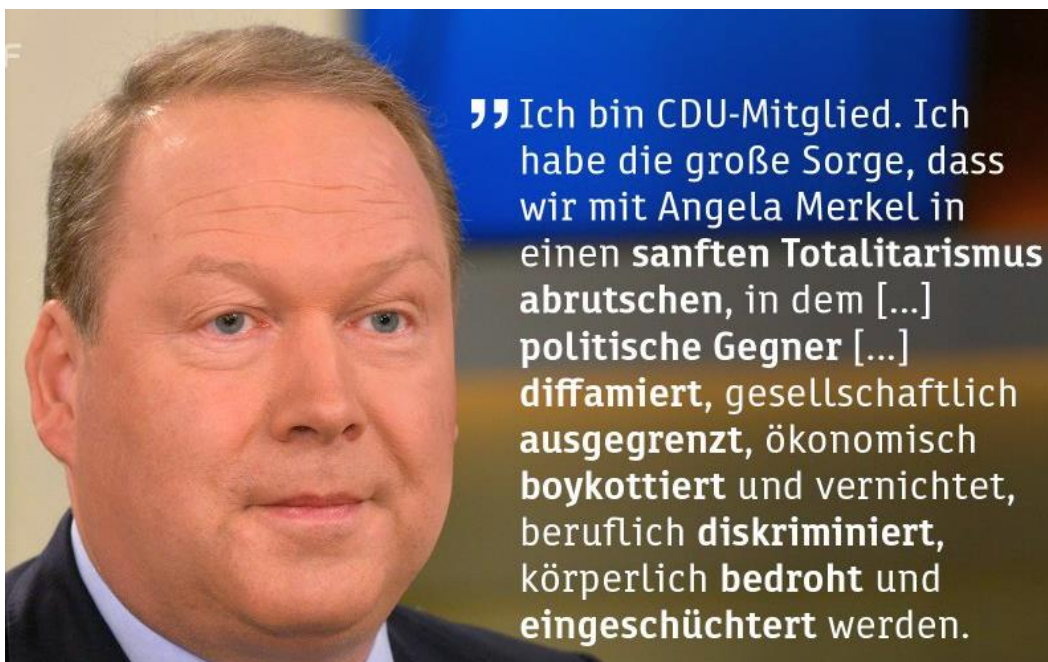 F
❟❟ Ich bin CDU-Mitglied. Ich
habe die große Sorge, dass
wir mit Angela Merkel in
einen sanften Totalitarismus
abrutschen, in dem [...]
politische Gegner [...]
diffamiert, gesellschaftlich
ausgegrenzt, ökonomisch
boykottiert und vernichtet,
beruflich diskriminiert,
körperlich bedroht und
eingeschüchtert werden.